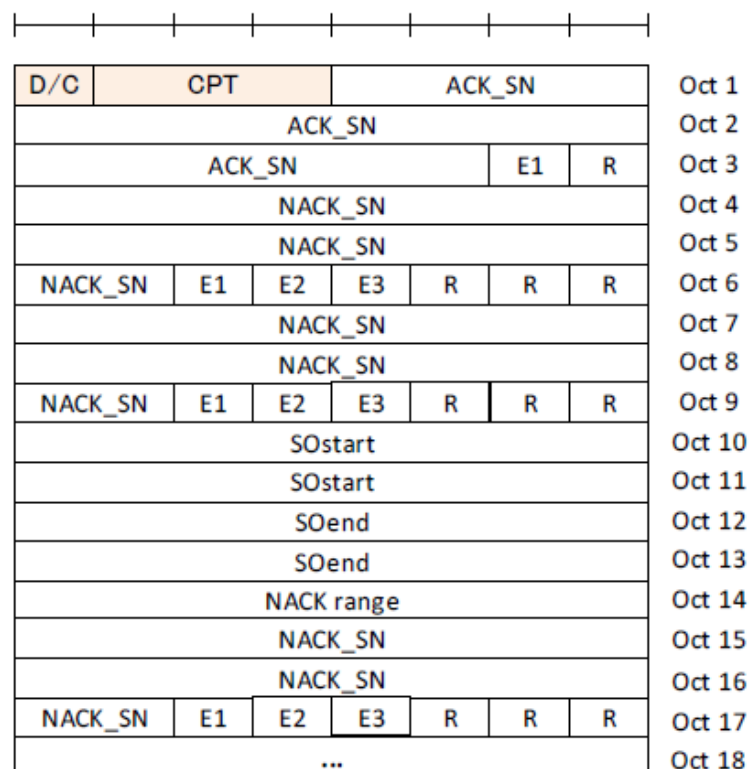 D/C CPT ACK_SN Oct 1
ACK_SN Oct 2
ACK_SN E1 R Oct 3
NACK_SN Oct 4
NACK_SN Oct 5
NACK_SN E1 E2 E3 R R R Oct 6
NACK_SN Oct 7
NACK_SN Oct 8
NACK_SN E1 E2 E3 R R R Oct 9
SOstart Oct 10
SOstart Oct 11
SOend Oct 12
SOend Oct 13
NACK range Oct 14
NACK_SN Oct 15
NACK_SN Oct 16
NACK_SN E1 E2 E3 R R R Oct 17
... Oct 18